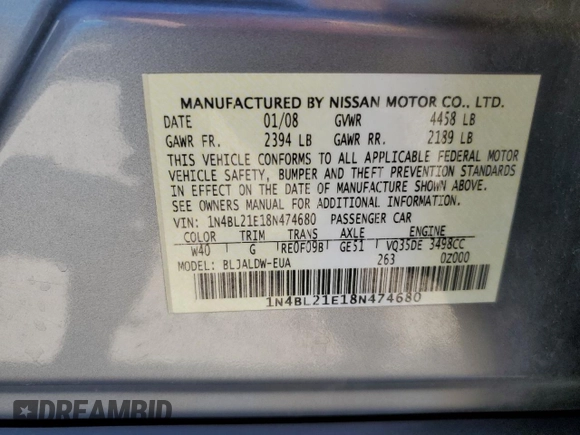 MANUFACTURED BY NISSAN MOTOR CO., LTD.
DATE 01/08 GVWR 4458 LB
GAWR FR. 2394 LB GAWR RR. 2189 LB
THIS VEHICLE CONFORMS TO ALL APPLICABLE FEDERAL MOTOR
VEHICLE SAFETY, BUMPER AND THEFT PREVENTION STANDARDS
IN EFFECT ON THE DATE OF MANUFACTURE SHOWN ABOVE.
SEE OWNERS MANUAL FOR ADDITIONAL INFORMATION.
VIN: 1N4BL21E18N474680 PASSENGER CAR
COLOR TRIM TRANS AXLE ENGINE
W40 G RE0F09B GE51 VQ35DE 3498CC
MODEL: BLJALDW-EUA 263 0Z000
1N4BL21E18N474680
DREAMBID